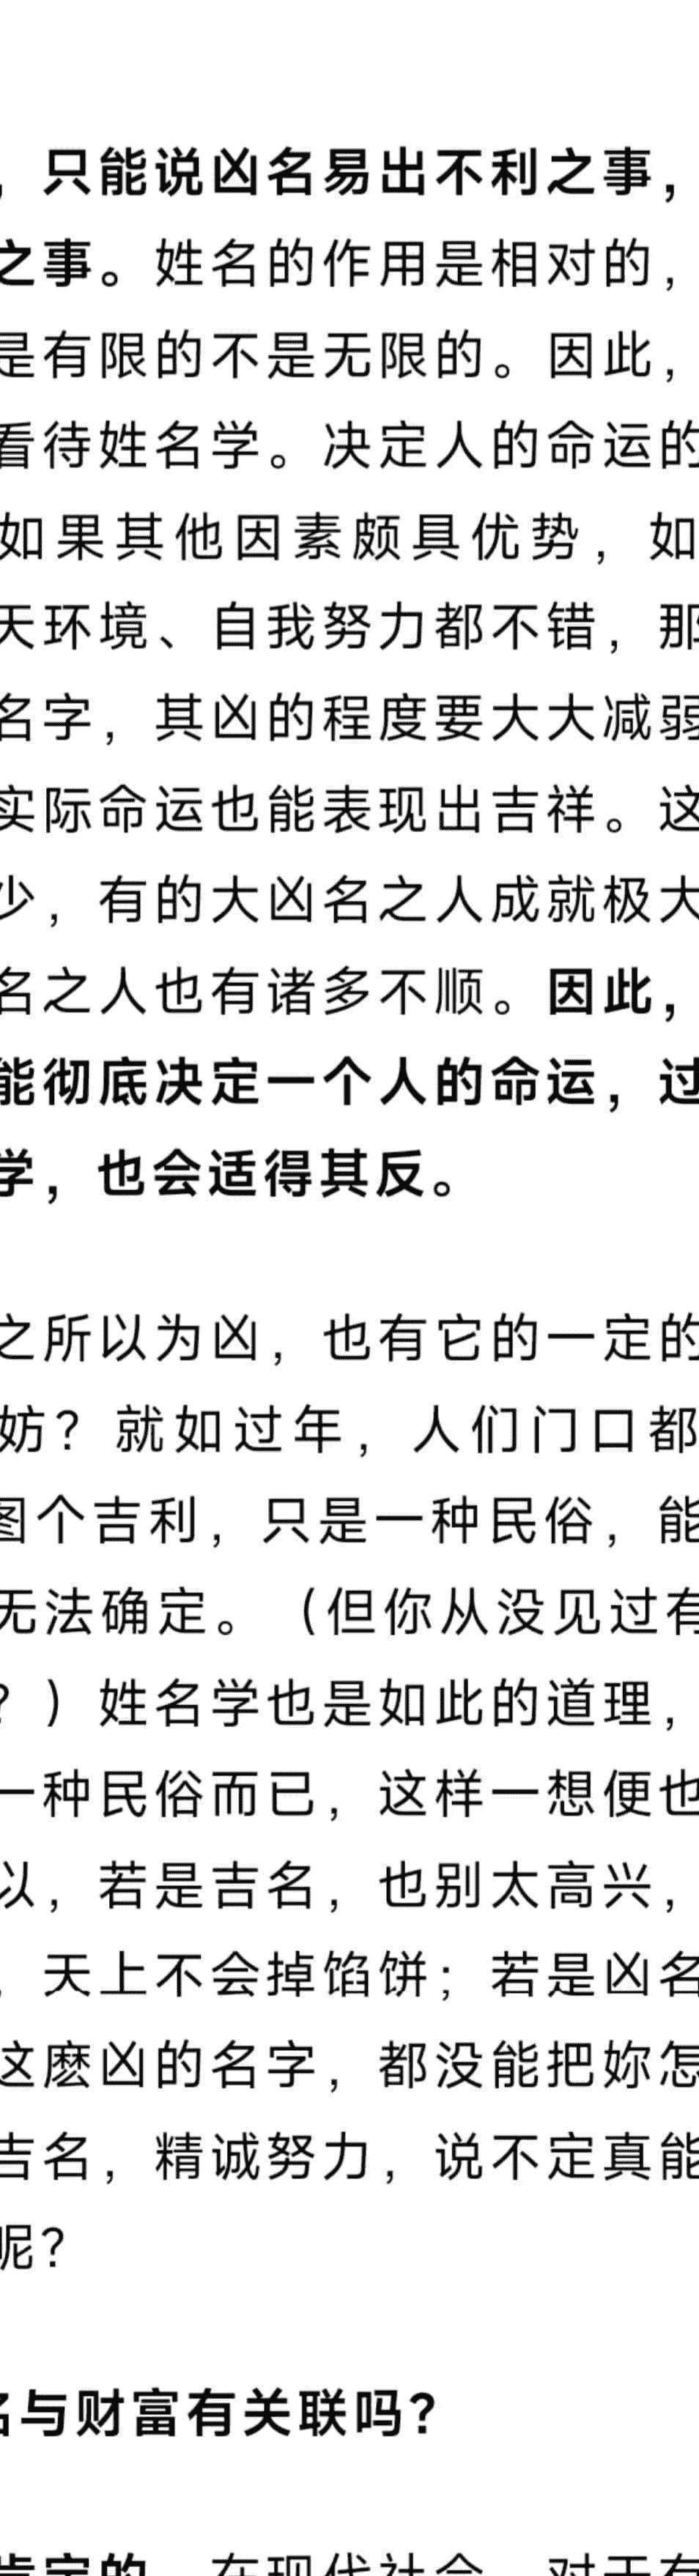 ，只能说凶名易出不利之事，
之事。姓名的作用是相对的，
是有限的不是无限的。因此，
看待姓名学。决定人的命运的
如果其他因素颇具优势，如
天环境、自我努力都不错，那
名字，其凶的程度要大大减弱
实际命运也能表现出吉祥。这
少，有的大凶名之人成就极大
名之人也有诸多不顺。因此，
能彻底决定一个人的命运，过
学，也会适得其反。
之所以为凶，也有它的一定的
妨？就如过年，人们门口都
图个吉利，只是一种民俗，能
无法确定。（但你从没见过有
？）姓名学也是如此的道理，
一种民俗而已，这样一想便也
以，若是吉名，也别太高兴，
，天上不会掉馅饼；若是凶名
这麽凶的名字，都没能把妳怎
吉名，精诚努力，说不定真能
呢？
名与财富有关联吗？
肯定的，在现代社会，对于有